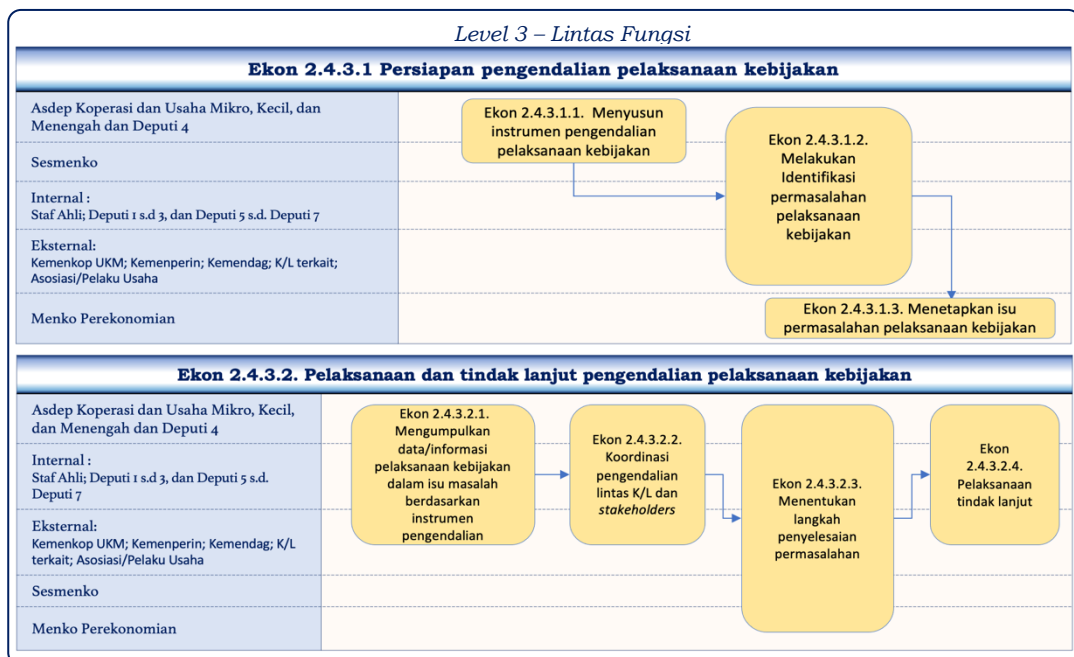 Level 3 – Lintas Fungsi
Ekon 2.4.3.1 Persiapan pengendalian pelaksanaan kebijakan
Asdep Koperasi dan Usaha Mikro, Kecil, dan
Menengah dan Deputi 4
Sesmenko
Internal :
Staf Ahli; Deputi 1 s.d 3, dan Deputi 5 s.d. Deputi 7
Eksternal:
Kemenkop UKM; Kemenperin; Kemendag; K/L terkait;
Asosiasi/Pelaku Usaha
Menko Perekonomian
Ekon 2.4.3.1.1. Menyusun
instrumen pengendalian
pelaksanaan kebijakan
Ekon 2.4.3.1.2.
Melakukan
Identifikasi
permasalahan
pelaksanaan
kebijakan
Ekon 2.4.3.1.3. Menetapkan isu
permasalahan pelaksanaan kebijakan
Ekon 2.4.3.2. Pelaksanaan dan tindak lanjut pengendalian pelaksanaan kebijakan
Asdep Koperasi dan Usaha Mikro, Kecil,
dan Menengah dan Deputi 4
Internal :
Staf Ahli; Deputi 1 s.d 3, dan Deputi 5 s.d.
Deputi 7
Eksternal:
Kemenkop UKM; Kemenperin; Kemendag; K/L
terkait; Asosiasi/Pelaku Usaha
Sesmenko
Menko Perekonomian
Ekon 2.4.3.2.1.
Mengumpulkan
data/informasi
pelaksanaan kebijakan
dalam isu masalah
berdasarkan
instrumen
pengendalian
Ekon 2.4.3.2.2.
Koordinasi
pengendalian
lintas K/L dan
stakeholders
Ekon 2.4.3.2.3.
Menentukan
langkah
penyelesaian
permasalahan
Ekon
2.4.3.2.4.
Pelaksanaan
tindak lanjut